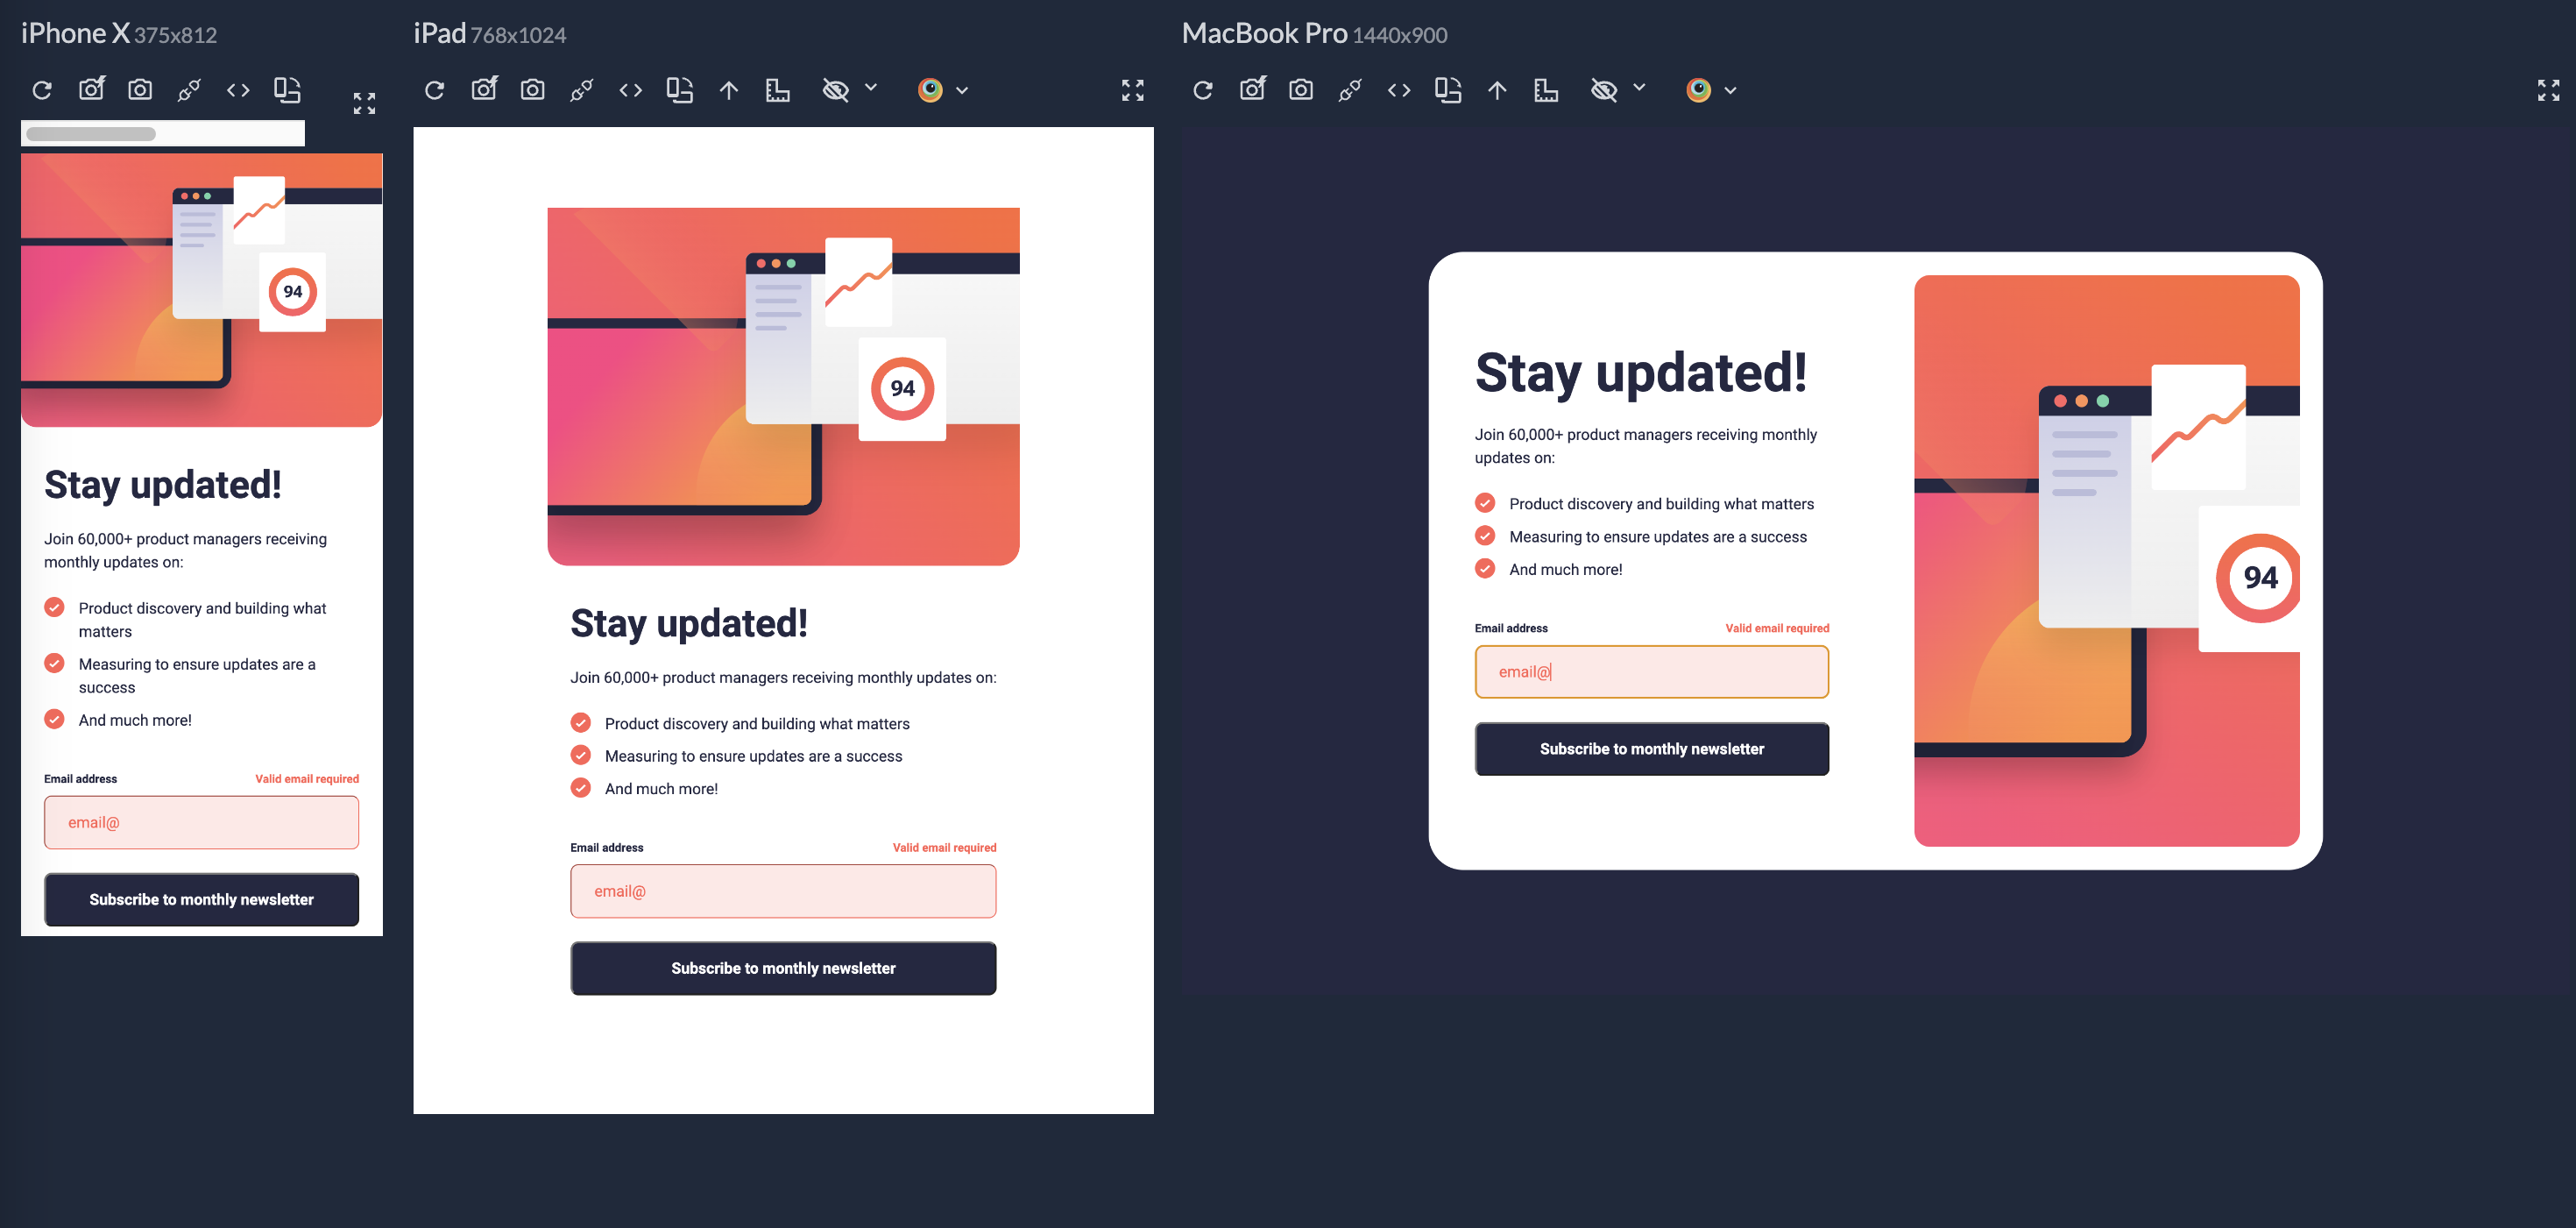 iPhone X 375x812
94
Stay updated!
Join 60,000+ product managers receiving
monthly updates on:
Product discovery and building what
matters
Measuring to ensure updates are a
success
And much more!
Email address Valid email required
email@
Subscribe to monthly newsletter
iPad 768x1024
94
Stay updated!
Join 60,000+ product managers receiving monthly updates on:
Product discovery and building what matters
Measuring to ensure updates are a success
And much more!
Email address Valid email required
email@
Subscribe to monthly newsletter
MacBook Pro 1440x900
Stay updated!
Join 60,000+ product managers receiving monthly
updates on:
Product discovery and building what matters
Measuring to ensure updates are a success
And much more!
Email address Valid email required
email@
Subscribe to monthly newsletter
94